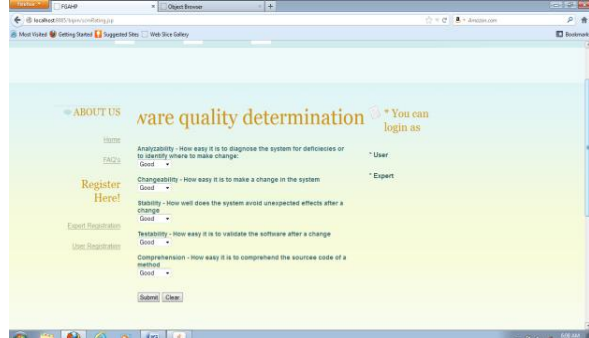 Firefox
FGAHP
Object Browser
Amazon.com
Most Visited
Getting Started
Suggested Sites
Web Slice Gallery
Bookmark
ABOUT US
Home
FAQ's
Register
Here!
Expert Registration
User Registration
ware quality determination
Analyzability - How easy it is to diagnose the system for deficiecies or
to identify where to make change:
Good
Changeability - How easy it is to make a change in the system
Good
Stability - How well does the system avoid unexpected effects after a
change
Good
Testability - How easy it is to validate the software after a change
Good
Comprehension - How easy it is to comprehend the sourcee code of a
method
Good
Submit Clear
* You can
login as
* User
* Expert